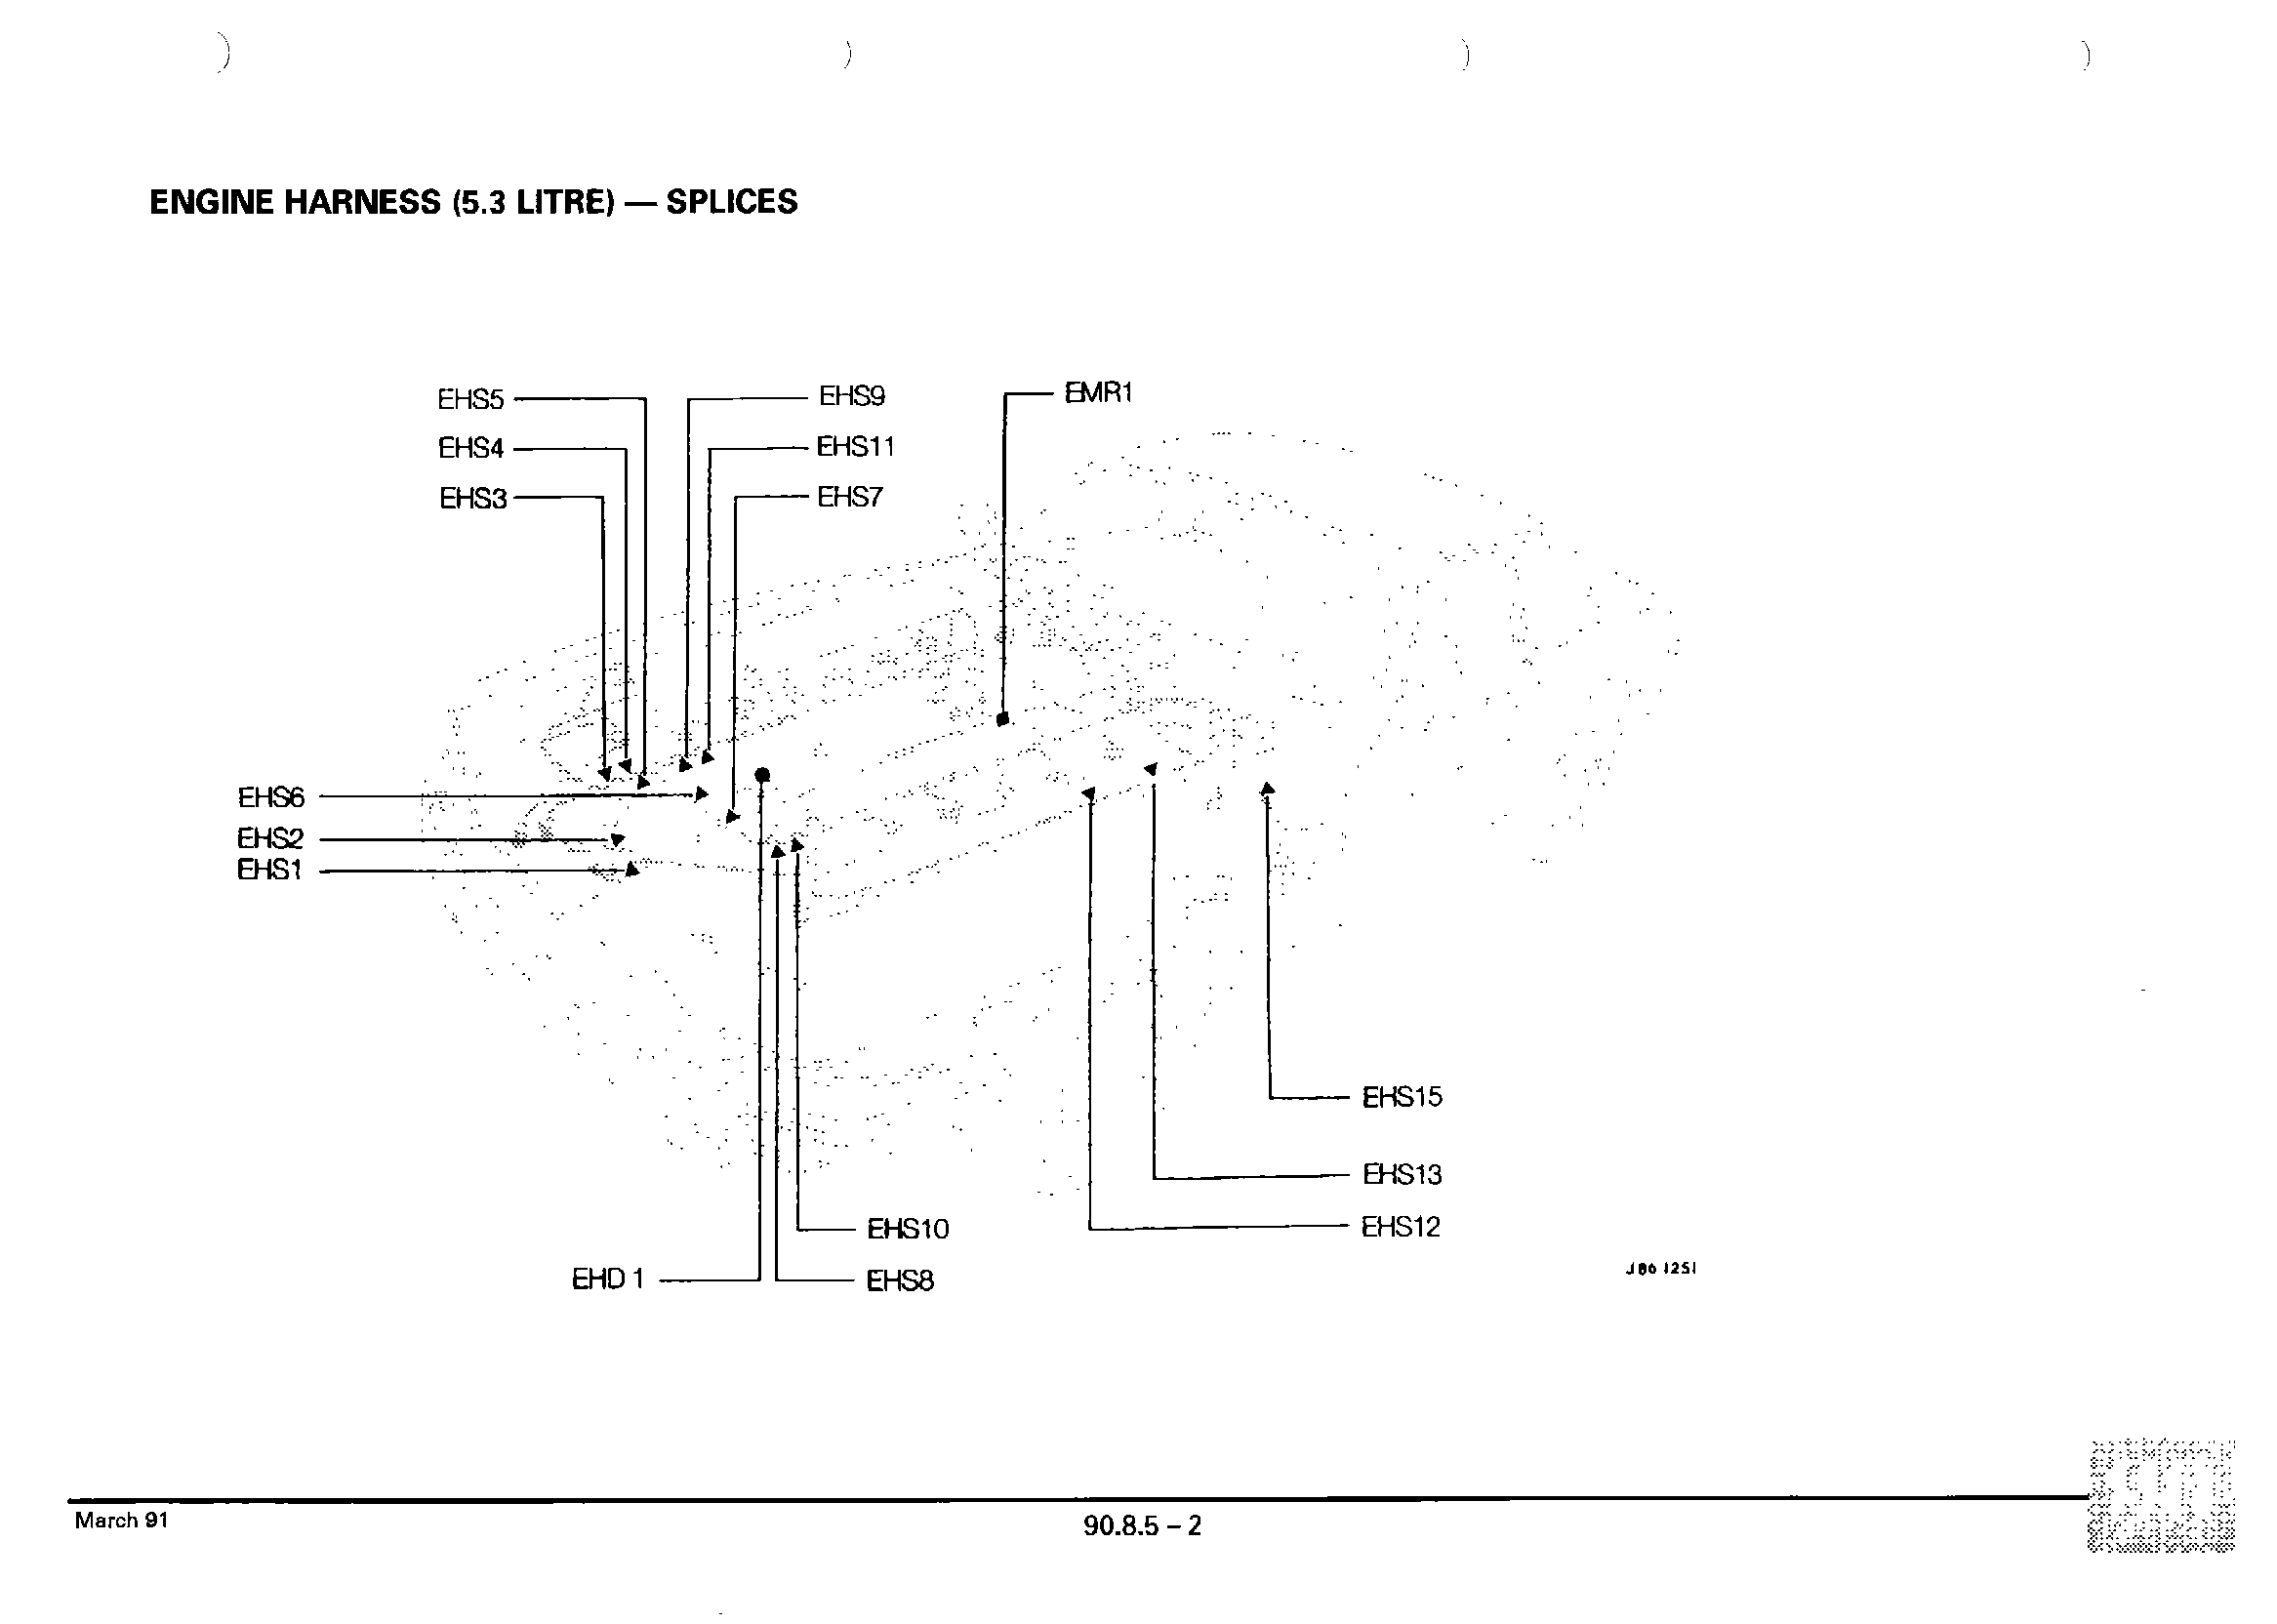 ENGINE HARNESS (5.3 LITRE) — SPLICES
EHS5
EHS9
EMR1
EHS4
EHS11
EHS3
EHS7
EHS6
EHS2
EHS1
EHS15
EHS13
EHS10
EHS12
EHD 1
EHS8
J86 1251
March 91
90.8.5 – 2